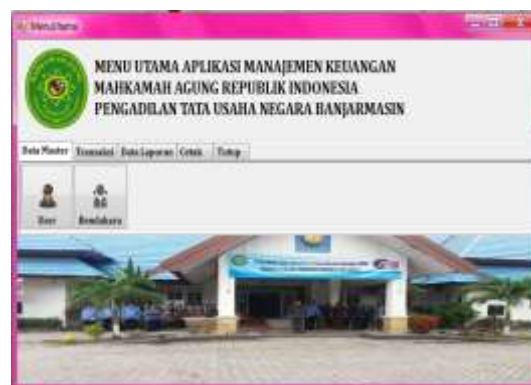 Menu Utama
MENU UTAMA APLIKASI MANAJEMEN KEUANGAN
MAHKAMAH AGUNG REPUBLIK INDONESIA
PENGADILAN TATA USAHA NEGARA BANJARMASIN
Data Master Transaksi Data Laporan Cetak Tutup
User Bendahara